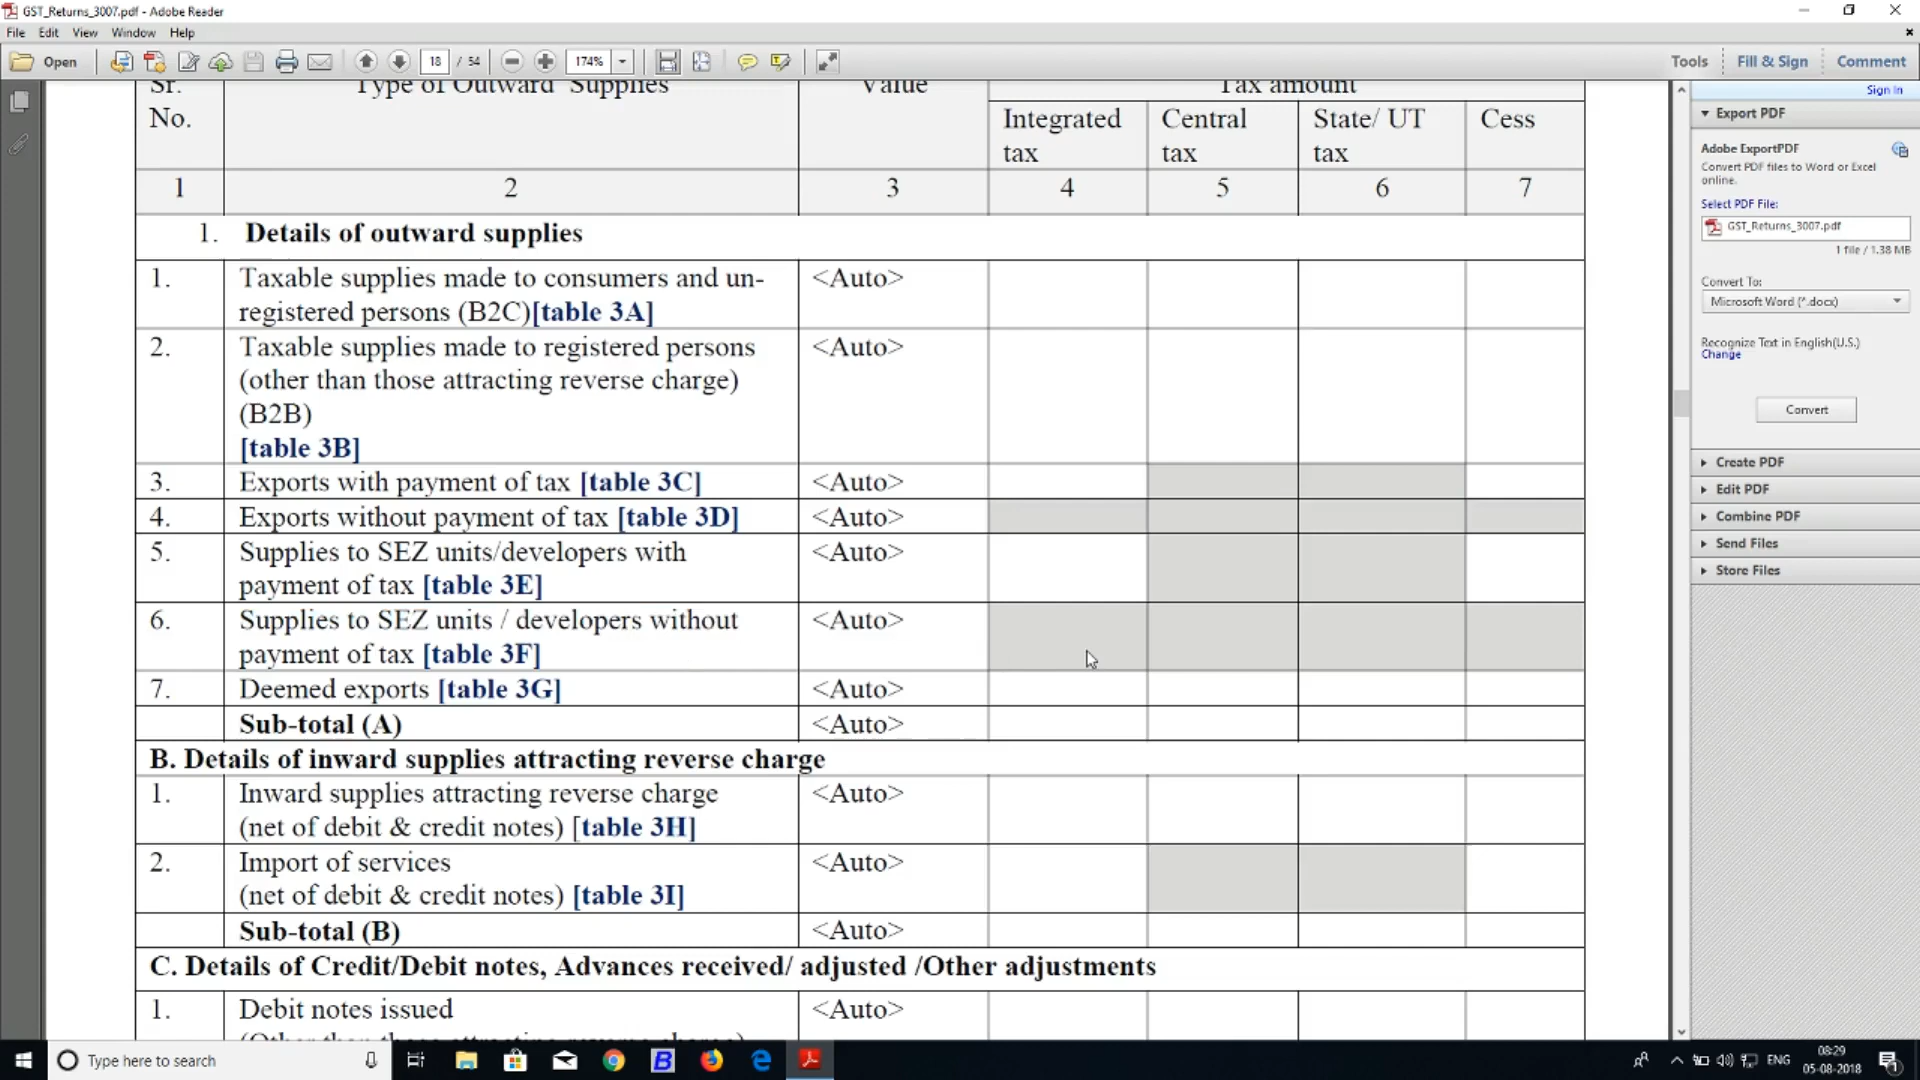 GST_Returns_3007.pdf - Adobe Reader
File Edit View Window Help
Open 18 / 54 174% Tools Fill & Sign Comment
Sign In
Export PDF
Adobe ExportPDF
Convert PDF files to Word or Excel
online.
Select PDF File:
GST_Returns_3007.pdf
1 file / 1.38 MB
Convert To:
Microsoft Word (*.docx)
Recognize Text in English(U.S.)
Change
Convert
Create PDF
Edit PDF
Combine PDF
Send Files
Store Files
Sr. Type of Outward Supplies Value Tax amount
No. Integrated Central State/ UT Cess
tax tax tax
1 2 3 4 5 6 7
1. Details of outward supplies
1. Taxable supplies made to consumers and un- <Auto>
registered persons (B2C)[table 3A]
2. Taxable supplies made to registered persons <Auto>
(other than those attracting reverse charge)
(B2B)
[table 3B]
3. Exports with payment of tax [table 3C] <Auto>
4. Exports without payment of tax [table 3D] <Auto>
5. Supplies to SEZ units/developers with <Auto>
payment of tax [table 3E]
6. Supplies to SEZ units / developers without <Auto>
payment of tax [table 3F]
7. Deemed exports [table 3G] <Auto>
Sub-total (A) <Auto>
B. Details of inward supplies attracting reverse charge
1. Inward supplies attracting reverse charge <Auto>
(net of debit & credit notes) [table 3H]
2. Import of services <Auto>
(net of debit & credit notes) [table 3I]
Sub-total (B) <Auto>
C. Details of Credit/Debit notes, Advances received/ adjusted /Other adjustments
1. Debit notes issued <Auto>
(Other than those attracting reverse charge)
Type here to search
B
ENG
08:29
05-08-2018
1